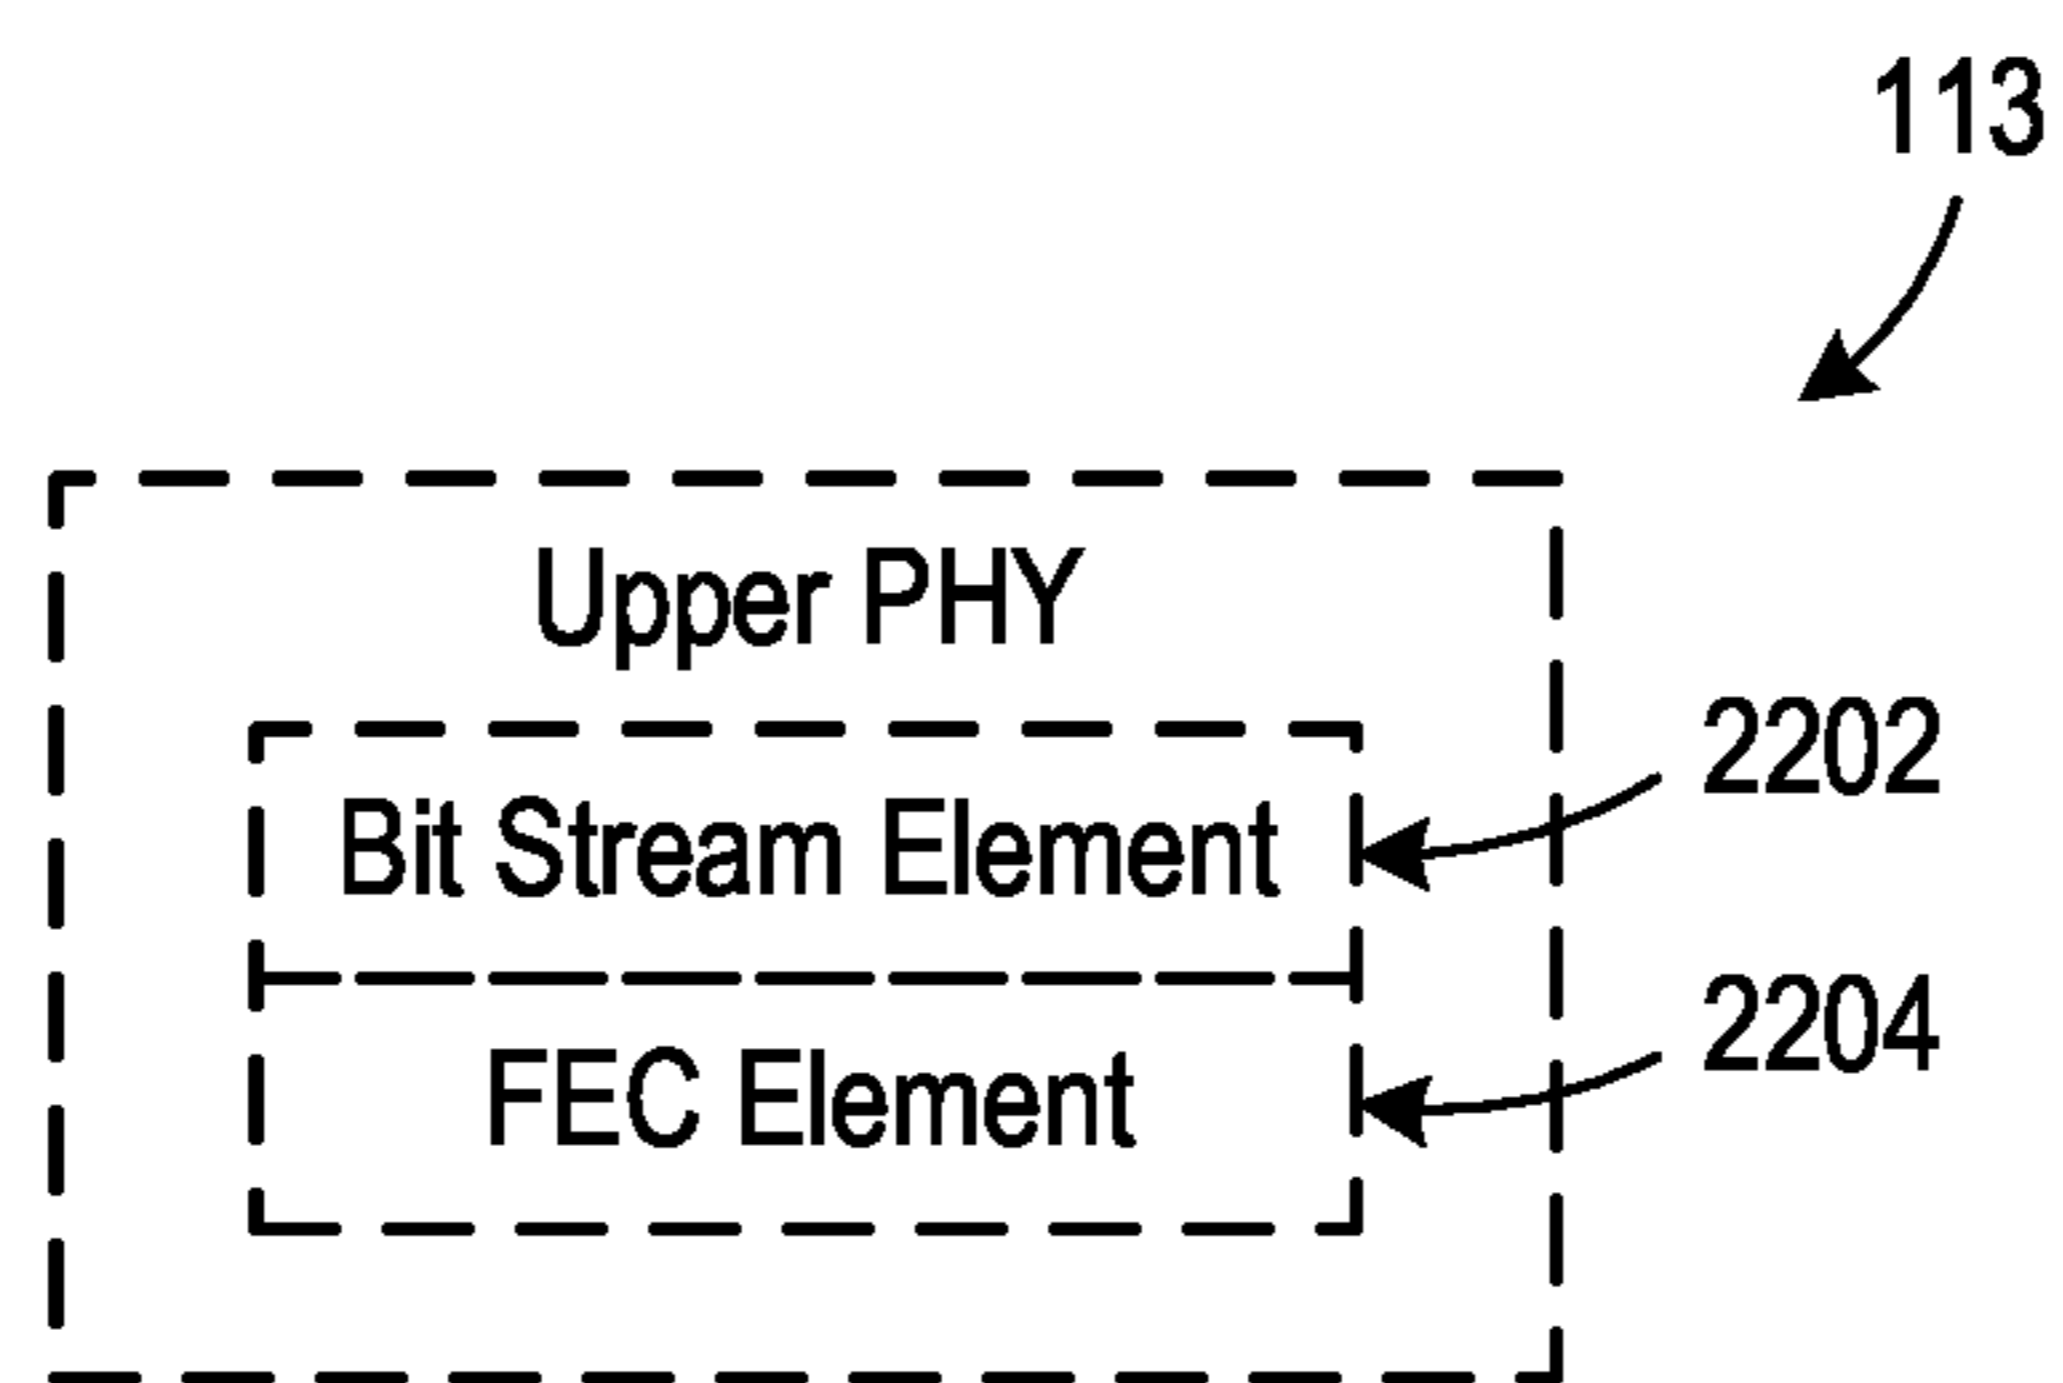 113
Upper PHY
2202
Bit Stream Element
2204
FEC Element